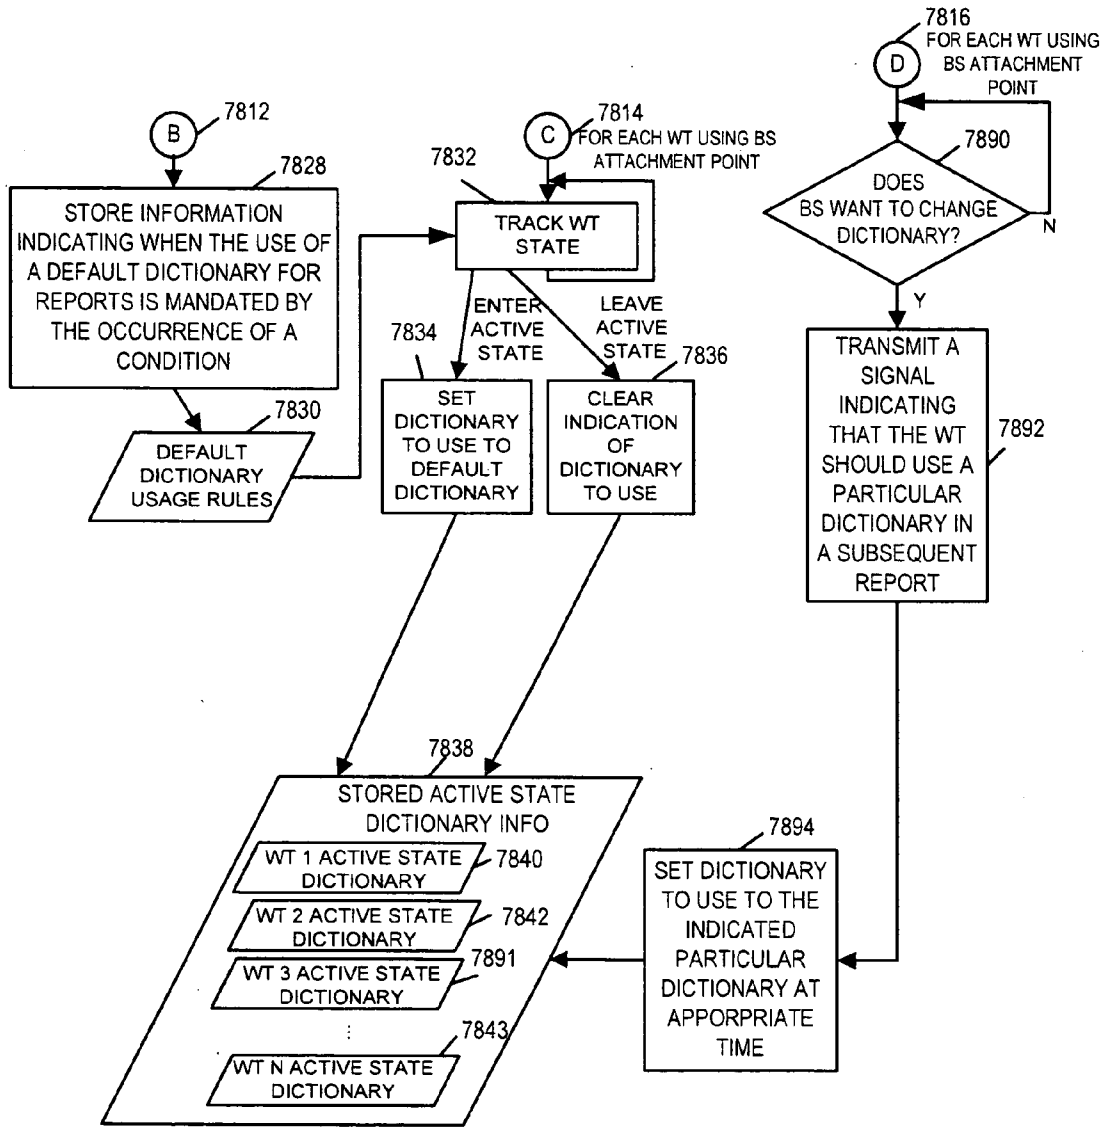 B
7812
7828
STORE INFORMATION
INDICATING WHEN THE USE OF
A DEFAULT DICTIONARY FOR
REPORTS IS MANDATED BY
THE OCCURRENCE OF A
CONDITION
7830
DEFAULT
DICTIONARY
USAGE RULES
C
7814
FOR EACH WT USING BS
ATTACHMENT POINT
7832
TRACK WT
STATE
ENTER
ACTIVE
STATE
LEAVE
ACTIVE
STATE
7834
SET
DICTIONARY
TO USE TO
DEFAULT
DICTIONARY
7836
CLEAR
INDICATION
OF
DICTIONARY
TO USE
D
7816
FOR EACH WT USING
BS ATTACHMENT
POINT
7890
DOES
BS WANT TO CHANGE
DICTIONARY?
N
Y
TRANSMIT A
SIGNAL
INDICATING
THAT THE WT
SHOULD USE A
PARTICULAR
DICTIONARY IN
A SUBSEQUENT
REPORT
7892
7838
STORED ACTIVE STATE
DICTIONARY INFO
WT 1 ACTIVE STATE
DICTIONARY
7840
WT 2 ACTIVE STATE
DICTIONARY
7842
WT 3 ACTIVE STATE
DICTIONARY
7891
⋮
7843
WT N ACTIVE STATE
DICTIONARY
7894
SET DICTIONARY
TO USE TO THE
INDICATED
PARTICULAR
DICTIONARY AT
APPORPRIATE
TIME